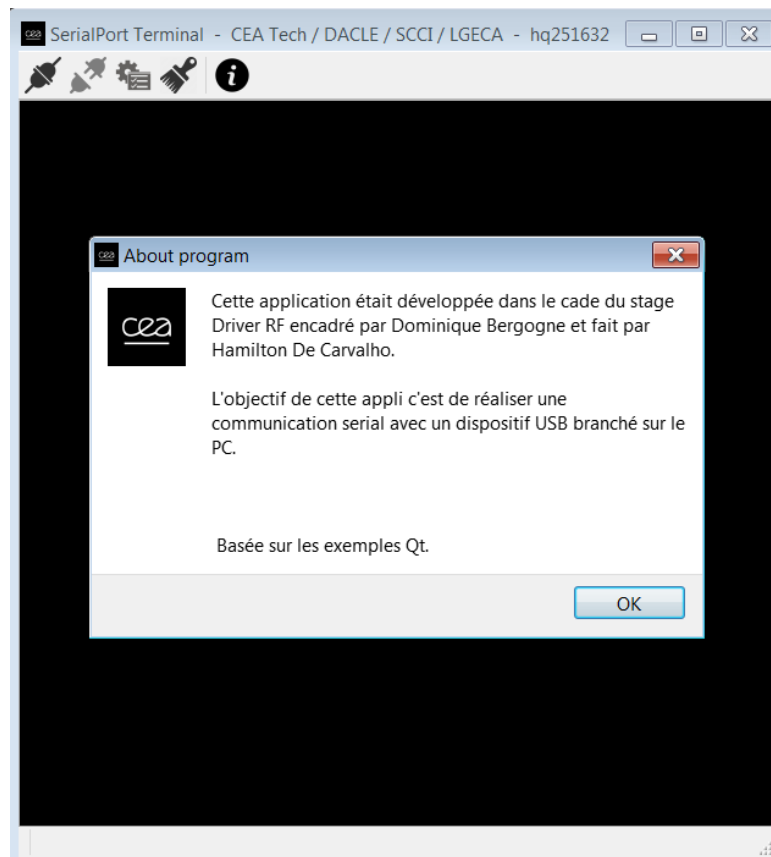 cea SerialPort Terminal - CEA Tech / DACLE / SCCI / LGECA - hq251632
cea About program
cea
Cette application était développée dans le cade du stage
Driver RF encadré par Dominique Bergogne et fait par
Hamilton De Carvalho.
L'objectif de cette appli c'est de réaliser une
communication serial avec un dispositif USB branché sur le
PC.
Basée sur les exemples Qt.
OK